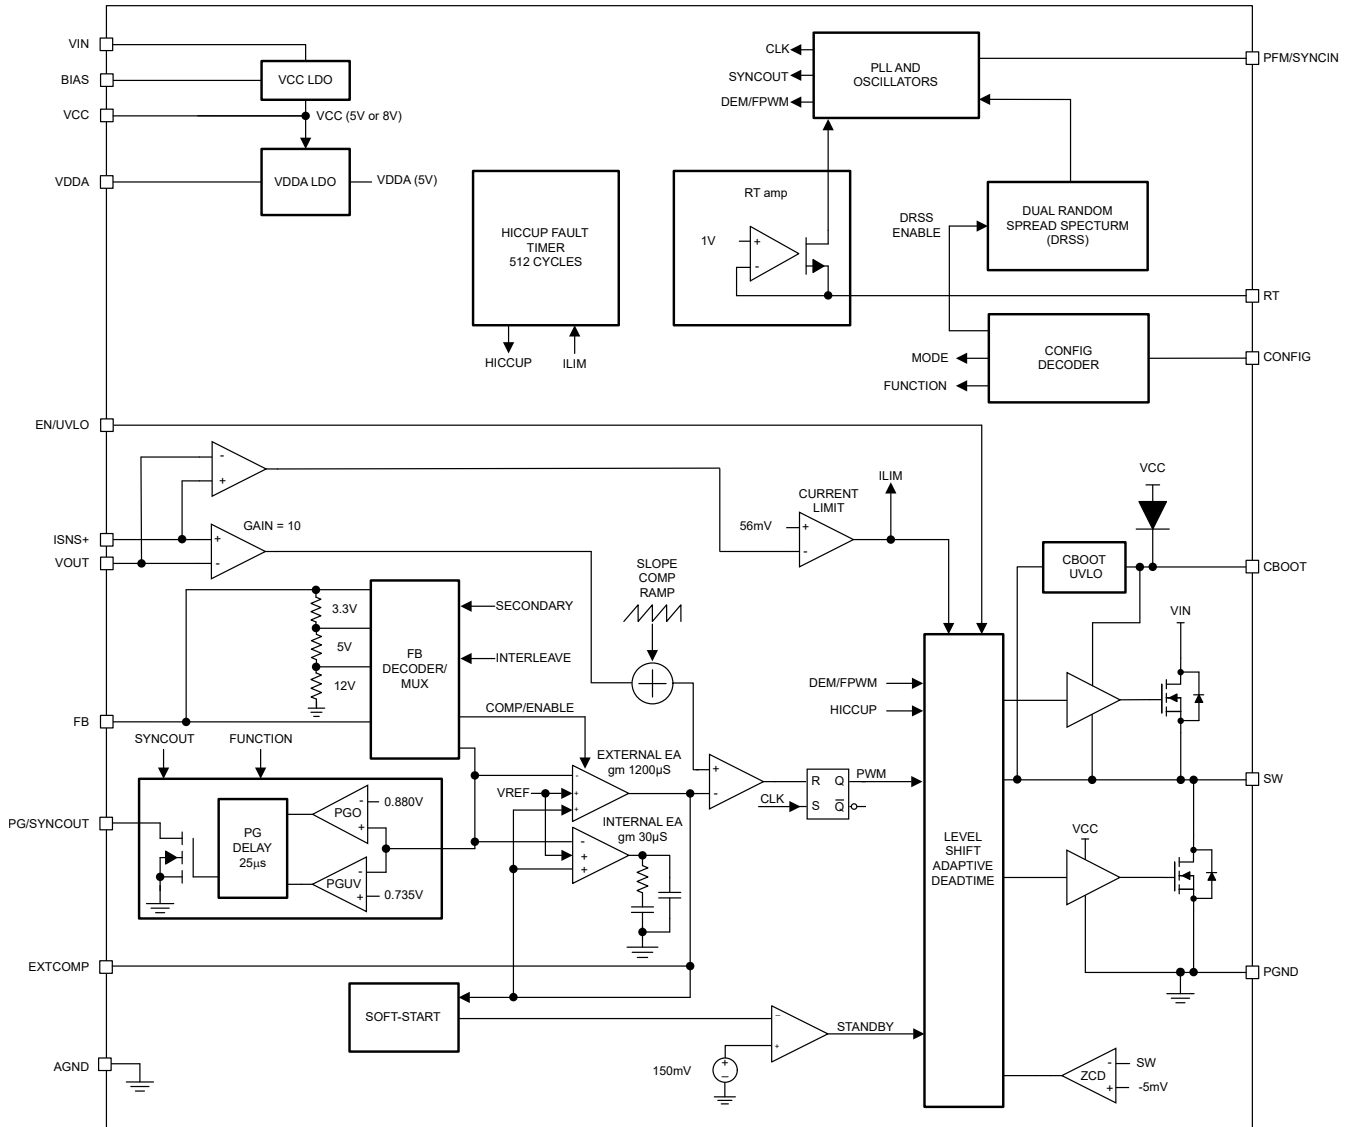 VIN
BIAS
VCC
VDDA
VCC LDO
VCC (5V or 8V)
VDDA LDO
VDDA (5V)
HICCUP FAULT
TIMER
512 CYCLES
HICCUP
ILIM
CLK
SYNCOUT
DEM/FPWM
PLL AND
OSCILLATORS
PFM/SYNCIN
RT amp
1V
+
-
DRSS
ENABLE
DUAL RANDOM
SPREAD SPECTURM
(DRSS)
RT
MODE
FUNCTION
CONFIG
DECODER
CONFIG
EN/UVLO
-
+
ISNS+
VOUT
GAIN = 10
+
-
56mV
CURRENT
LIMIT
+
-
ILIM
VCC
CBOOT
UVLO
CBOOT
VIN
SLOPE
COMP
RAMP
3.3V
5V
12V
FB
DECODER/
MUX
SECONDARY
INTERLEAVE
COMP/ENABLE
FB
SYNCOUT
FUNCTION
EXTERNAL EA
gm 1200µS
-
+
+
VREF
INTERNAL EA
gm 30µS
-
+
+
+
-
R
Q
S
Q
CLK
PWM
DEM/FPWM
HICCUP
LEVEL
SHIFT
ADAPTIVE
DEADTIME
SW
VCC
PG/SYNCOUT
PG
DELAY
25µs
PGO
-
+
0.880V
PGUV
-
+
0.735V
EXTCOMP
SOFT-START
PGND
AGND
150mV
+
−
−
+
STANDBY
ZCD
-
+
SW
-5mV